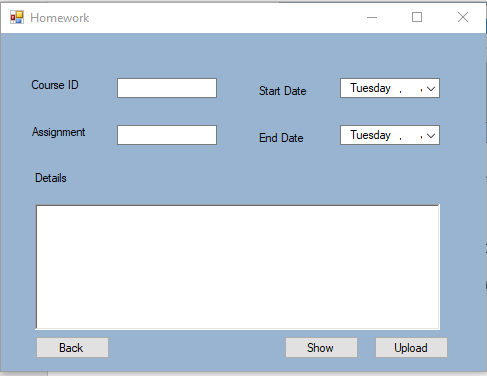 Homework
Course ID
Start Date
Tuesday , ,
Assignment
End Date
Tuesday , ,
Details
Back
Show
Upload